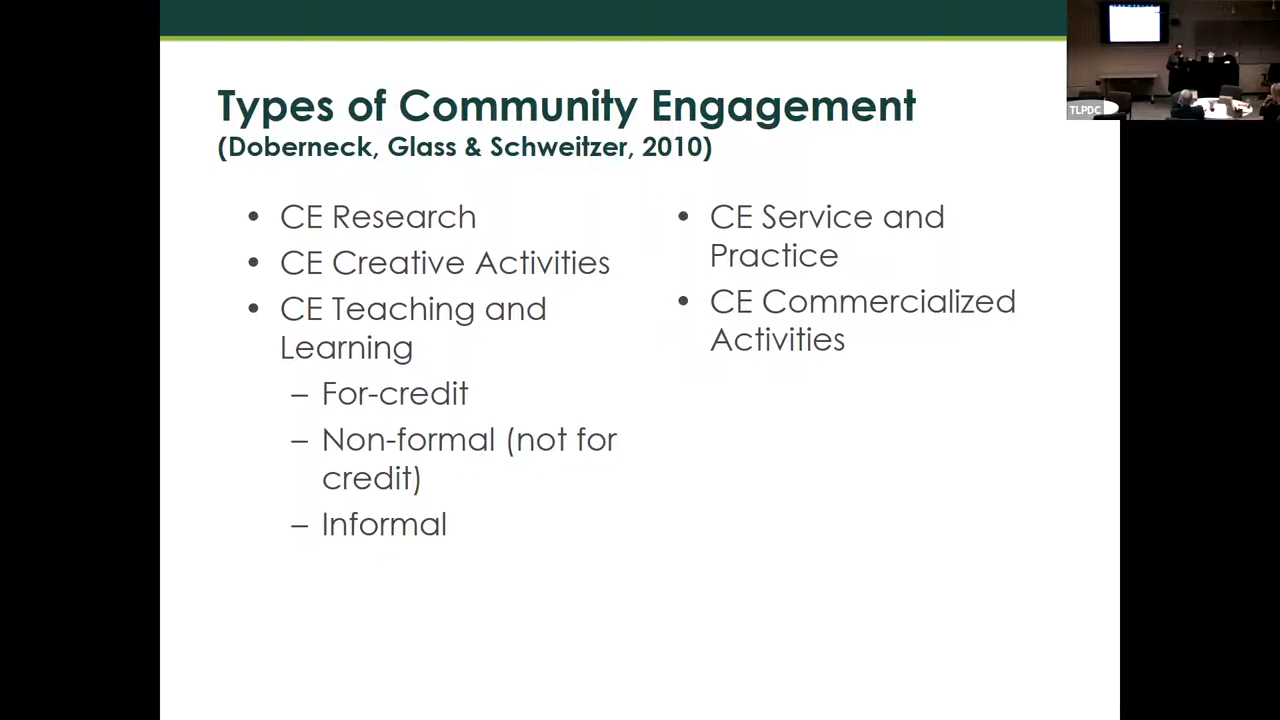 Types of Community Engagement
(Doberneck, Glass & Schweitzer, 2010)
• CE Research
• CE Creative Activities
• CE Teaching and
Learning
– For-credit
– Non-formal (not for
credit)
– Informal
• CE Service and
Practice
• CE Commercialized
Activities
TLPDC